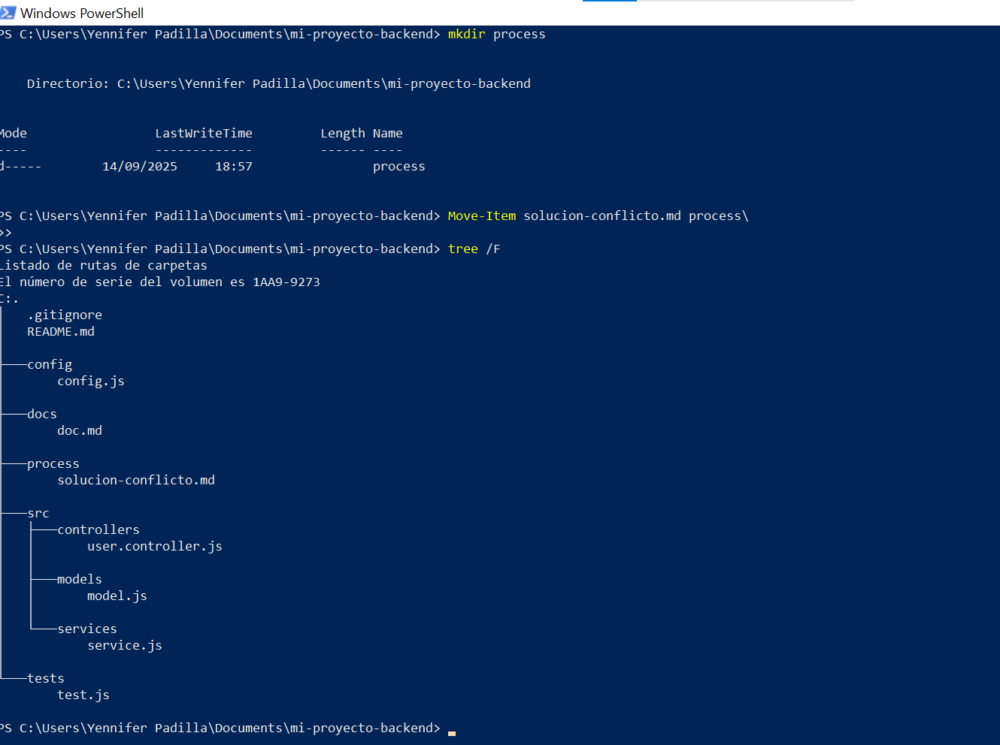 Windows PowerShell
PS C:\Users\Yennifer Padilla\Documents\mi-proyecto-backend> mkdir process
Directorio: C:\Users\Yennifer Padilla\Documents\mi-proyecto-backend
Mode LastWriteTime Length Name
---- ------------- ------ ----
d----- 14/09/2025 18:57 process
PS C:\Users\Yennifer Padilla\Documents\mi-proyecto-backend> Move-Item solucion-conflicto.md process\
>>
PS C:\Users\Yennifer Padilla\Documents\mi-proyecto-backend> tree /F
Listado de rutas de carpetas
El número de serie del volumen es 1AA9-9273
C:.
.gitignore
README.md
config
config.js
docs
doc.md
process
solucion-conflicto.md
src
controllers
user.controller.js
models
model.js
services
service.js
tests
test.js
PS C:\Users\Yennifer Padilla\Documents\mi-proyecto-backend>